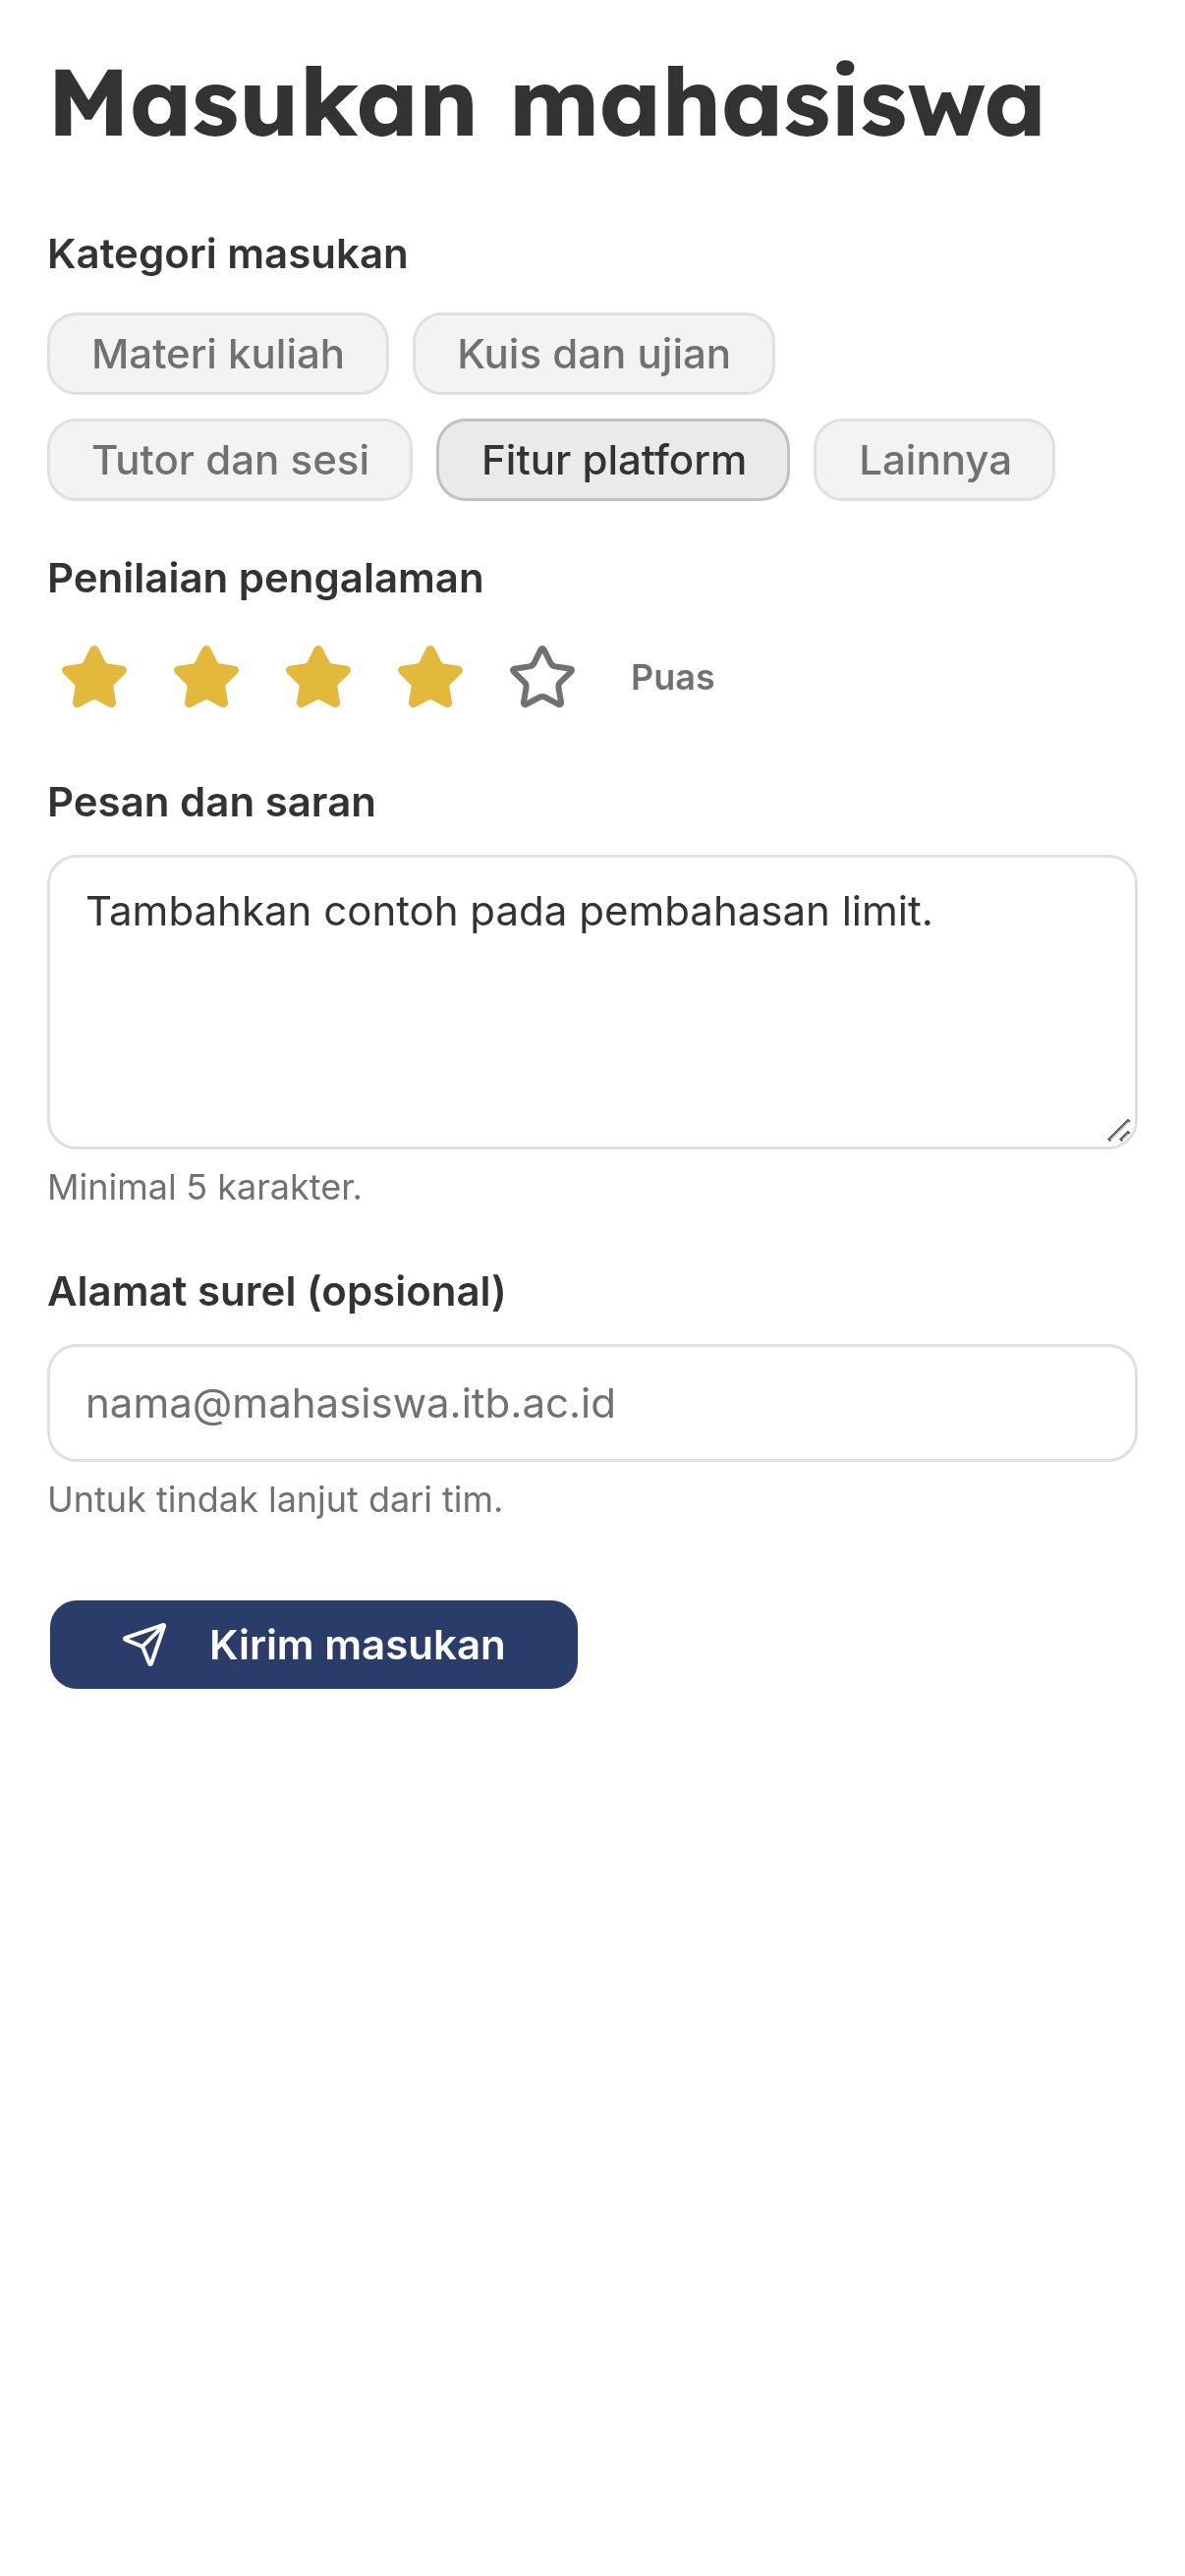 Masukan mahasiswa
Kategori masukan
Materi kuliah
Kuis dan ujian
Tutor dan sesi
Fitur platform
Lainnya
Penilaian pengalaman
Puas
Pesan dan saran
Tambahkan contoh pada pembahasan limit.
Minimal 5 karakter.
Alamat surel (opsional)
nama@mahasiswa.itb.ac.id
Untuk tindak lanjut dari tim.
Kirim masukan